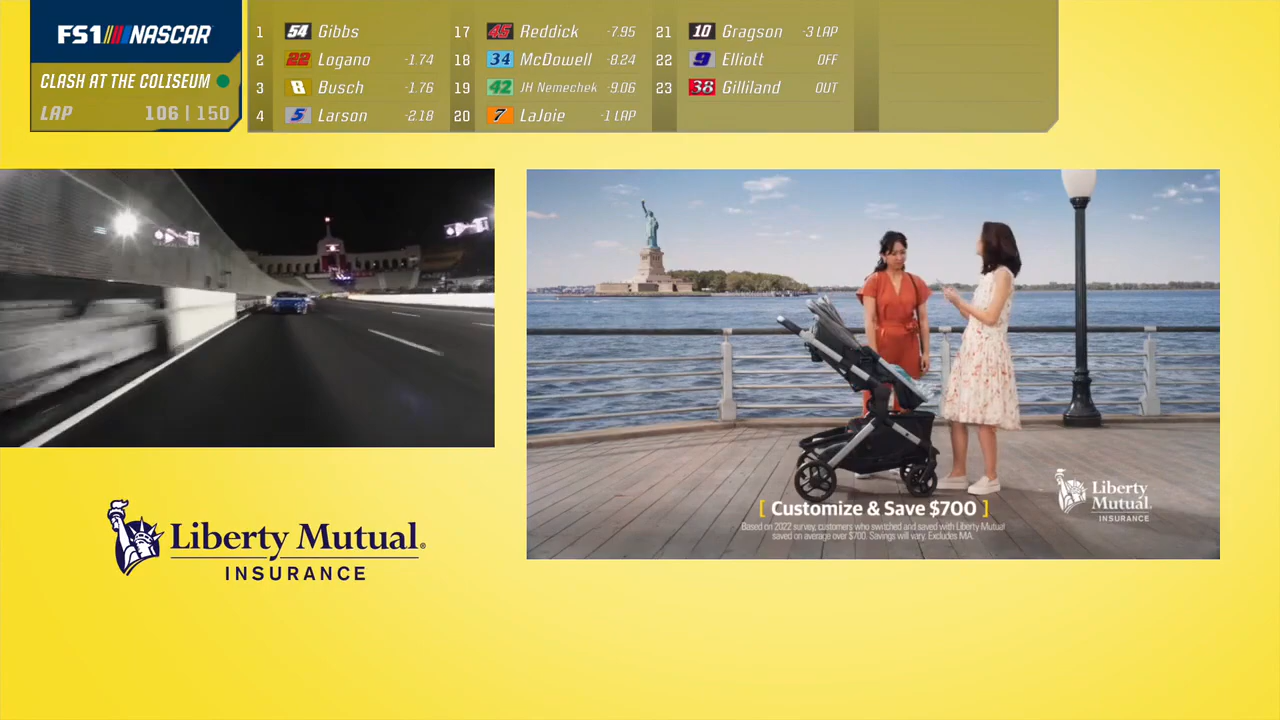 FS1 NASCAR
CLASH AT THE COLISEUM
LAP 106 | 150
1 54 Gibbs
2 22 Logano -1.74
3 8 Busch -1.76
4 5 Larson -2.18
17 45 Reddick -7.95
18 34 McDowell -8.24
19 42 JH Nemechek -9.06
20 7 LaJoie -1 LAP
21 10 Gragson -3 LAP
22 9 Elliott OFF
23 38 Gilliland OUT
Liberty Mutual®
INSURANCE
[ Customize & Save $700 ]
Based on 2022 survey, customers who switched and saved with Liberty Mutual
saved on average over $700. Savings will vary. Excludes MA.
Liberty
Mutual
INSURANCE